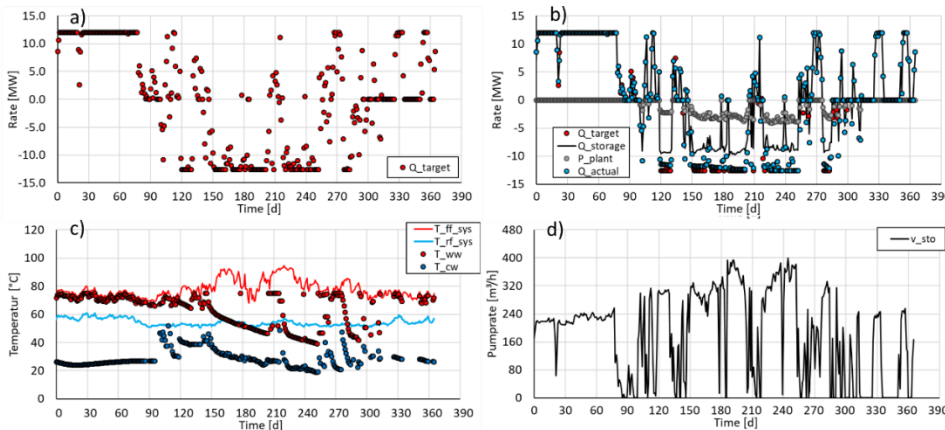 a)
Rate [MW]
15.0
10.0
5.0
0.0
-5.0
-10.0
-15.0
Q_target
0 30 60 90 120 150 180 210 240 270 300 330 360 390
Time [d]
b)
Rate [MW]
15
10
5
0
-5
-10
-15
Q_target
Q_storage
P_plant
Q_actual
0 30 60 90 120 150 180 210 240 270 300 330 360 390
Time [d]
c)
Temperatur [°C]
120
100
80
60
40
20
0
T_ff_sys
T_rf_sys
T_ww
T_cw
0 30 60 90 120 150 180 210 240 270 300 330 360 390
Time [d]
d)
Pumprate [m³/h]
480
400
320
240
160
80
0
v_sto
0 30 60 90 120 150 180 210 240 270 300 330 360 390
Time [d]